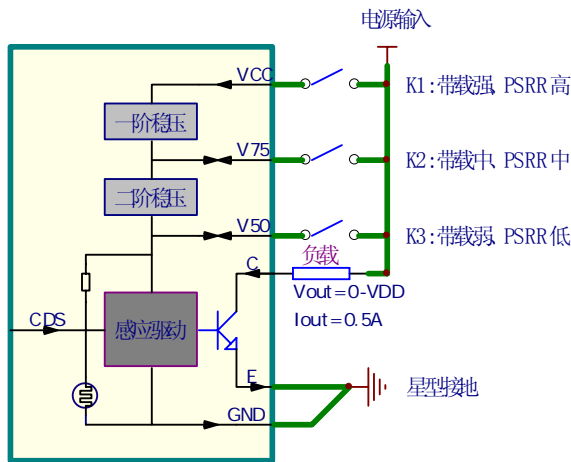 电源输入
VCC
K1:带载强、PSRR高
一阶稳压
V75
K2:带载中、PSRR中
二阶稳压
V50
K3:带载弱、PSRR低
负载
C
Vout=0-VDD
Iout=0.5A
CDS
感应驱动
E
星型接地
GND